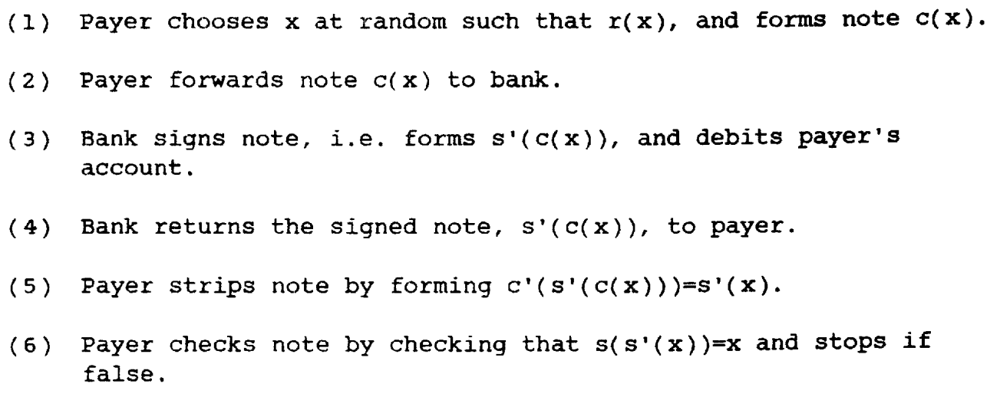 (1) Payer chooses x at random such that r(x), and forms note c(x).
(2) Payer forwards note c(x) to bank.
(3) Bank signs note, i.e. forms s'(c(x)), and debits payer's
account.
(4) Bank returns the signed note, s'(c(x)), to payer.
(5) Payer strips note by forming c'(s'(c(x)))=s'(x).
(6) Payer checks note by checking that s(s'(x))=x and stops if
false.